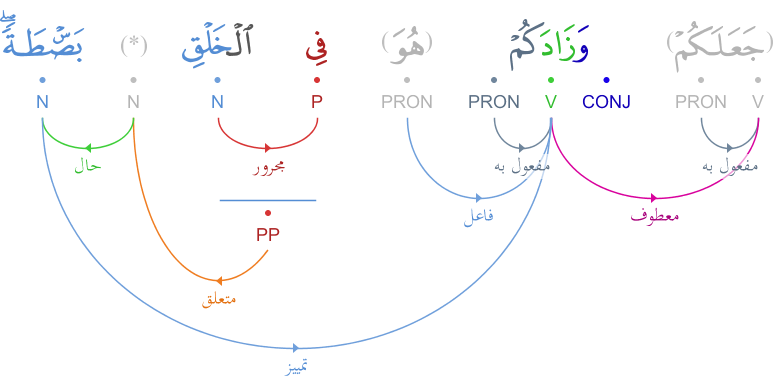 (جَعَلَكُمْ) وَزَادَكُمْ (هُوَ) فِى ٱلْخَلْقِ (*) بَصْۜطَةً ۖ
V PRON CONJ V PRON PRON P N N N
مفعول به مفعول به مجرور حال
معطوف فاعل
PP
متعلق
تمييز